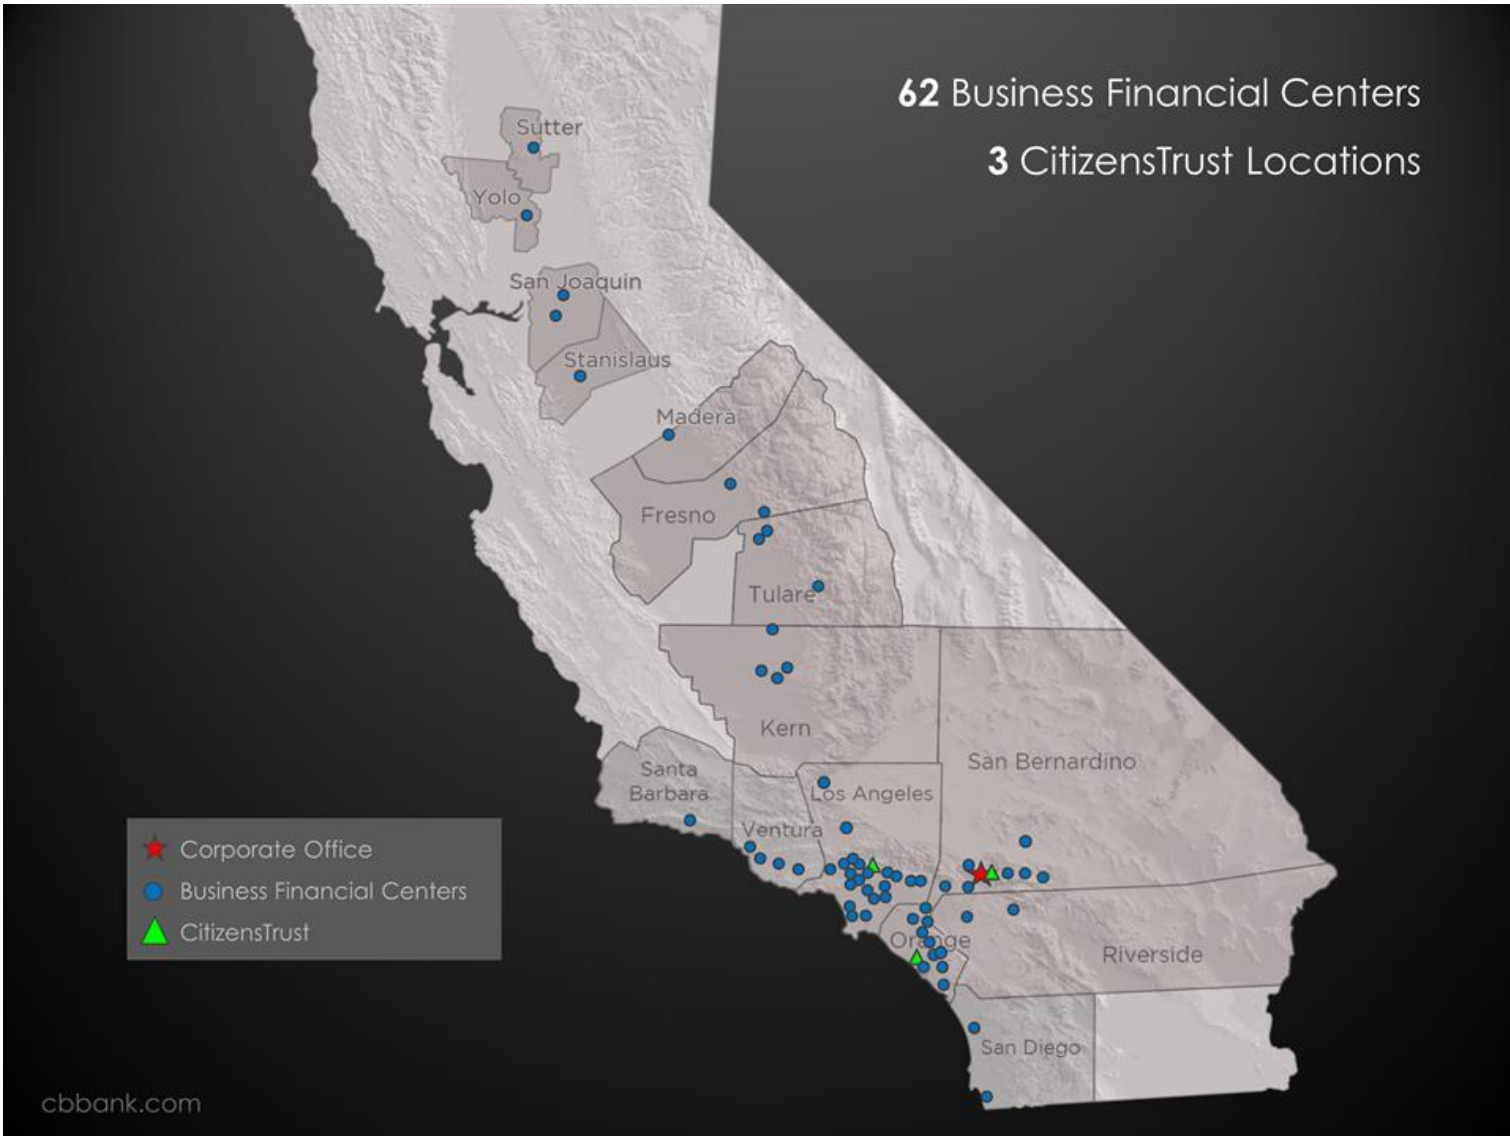 62 Business Financial Centers
3 CitizensTrust Locations
Sutter
Yolo
San Joaquin
Stanislaus
Madera
Fresno
Tulare
Kern
San Bernardino
Santa
Barbara
Los Angeles
Ventura
Orange
Riverside
San Diego
Corporate Office
Business Financial Centers
CitizensTrust
cbbank.com